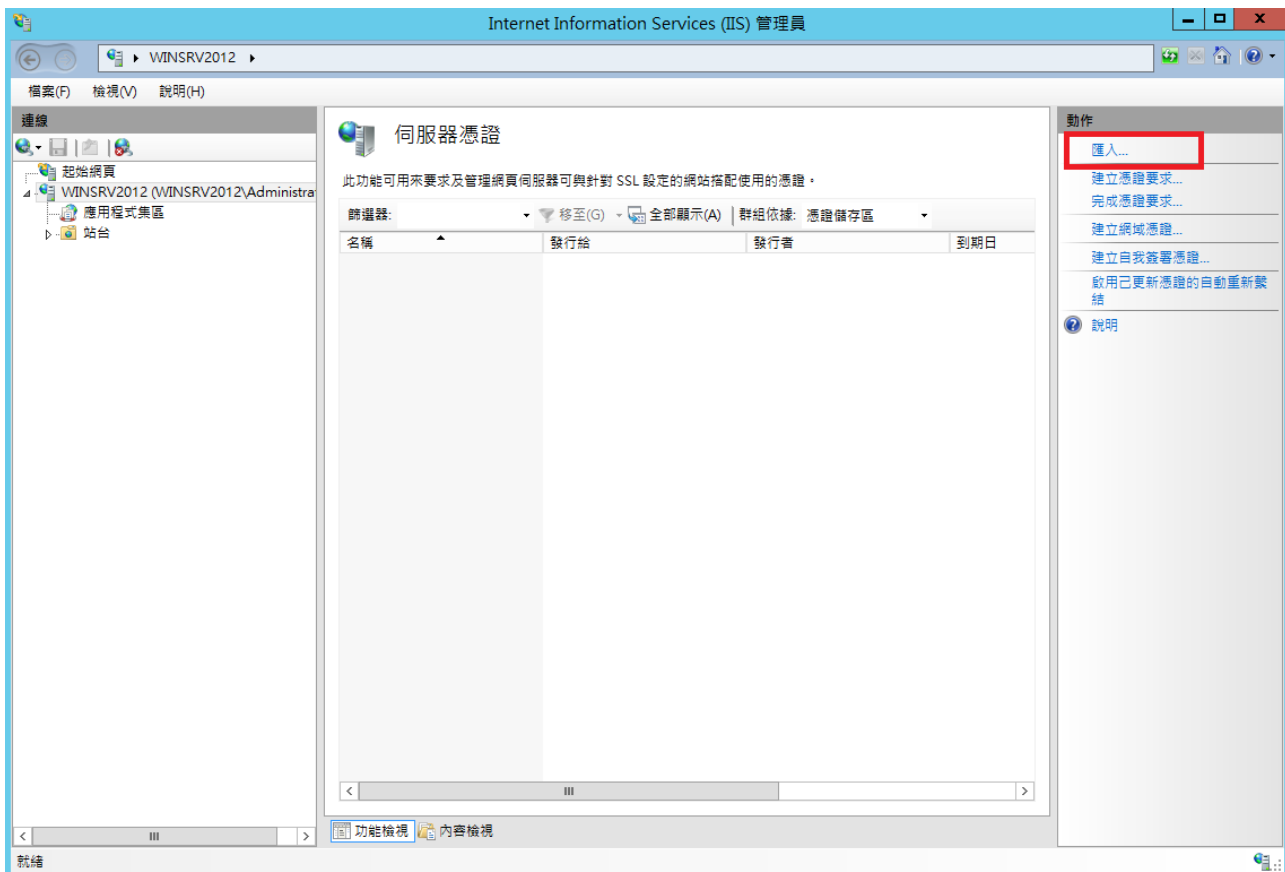 Internet Information Services (IIS) 管理員
WINSRV2012
檔案(F) 檢視(V) 說明(H)
連線
起始網頁
WINSRV2012 (WINSRV2012\Administra
應用程式集區
站台
伺服器憑證
此功能可用來要求及管理網頁伺服器可與針對 SSL 設定的網站搭配使用的憑證。
篩選器: 移至(G) 全部顯示(A) 群組依據: 憑證儲存區
名稱 發行給 發行者 到期日
功能檢視 內容檢視
動作
匯入...
建立憑證要求...
完成憑證要求...
建立網域憑證...
建立自我簽署憑證...
啟用已更新憑證的自動重新繫
結
說明
就緒